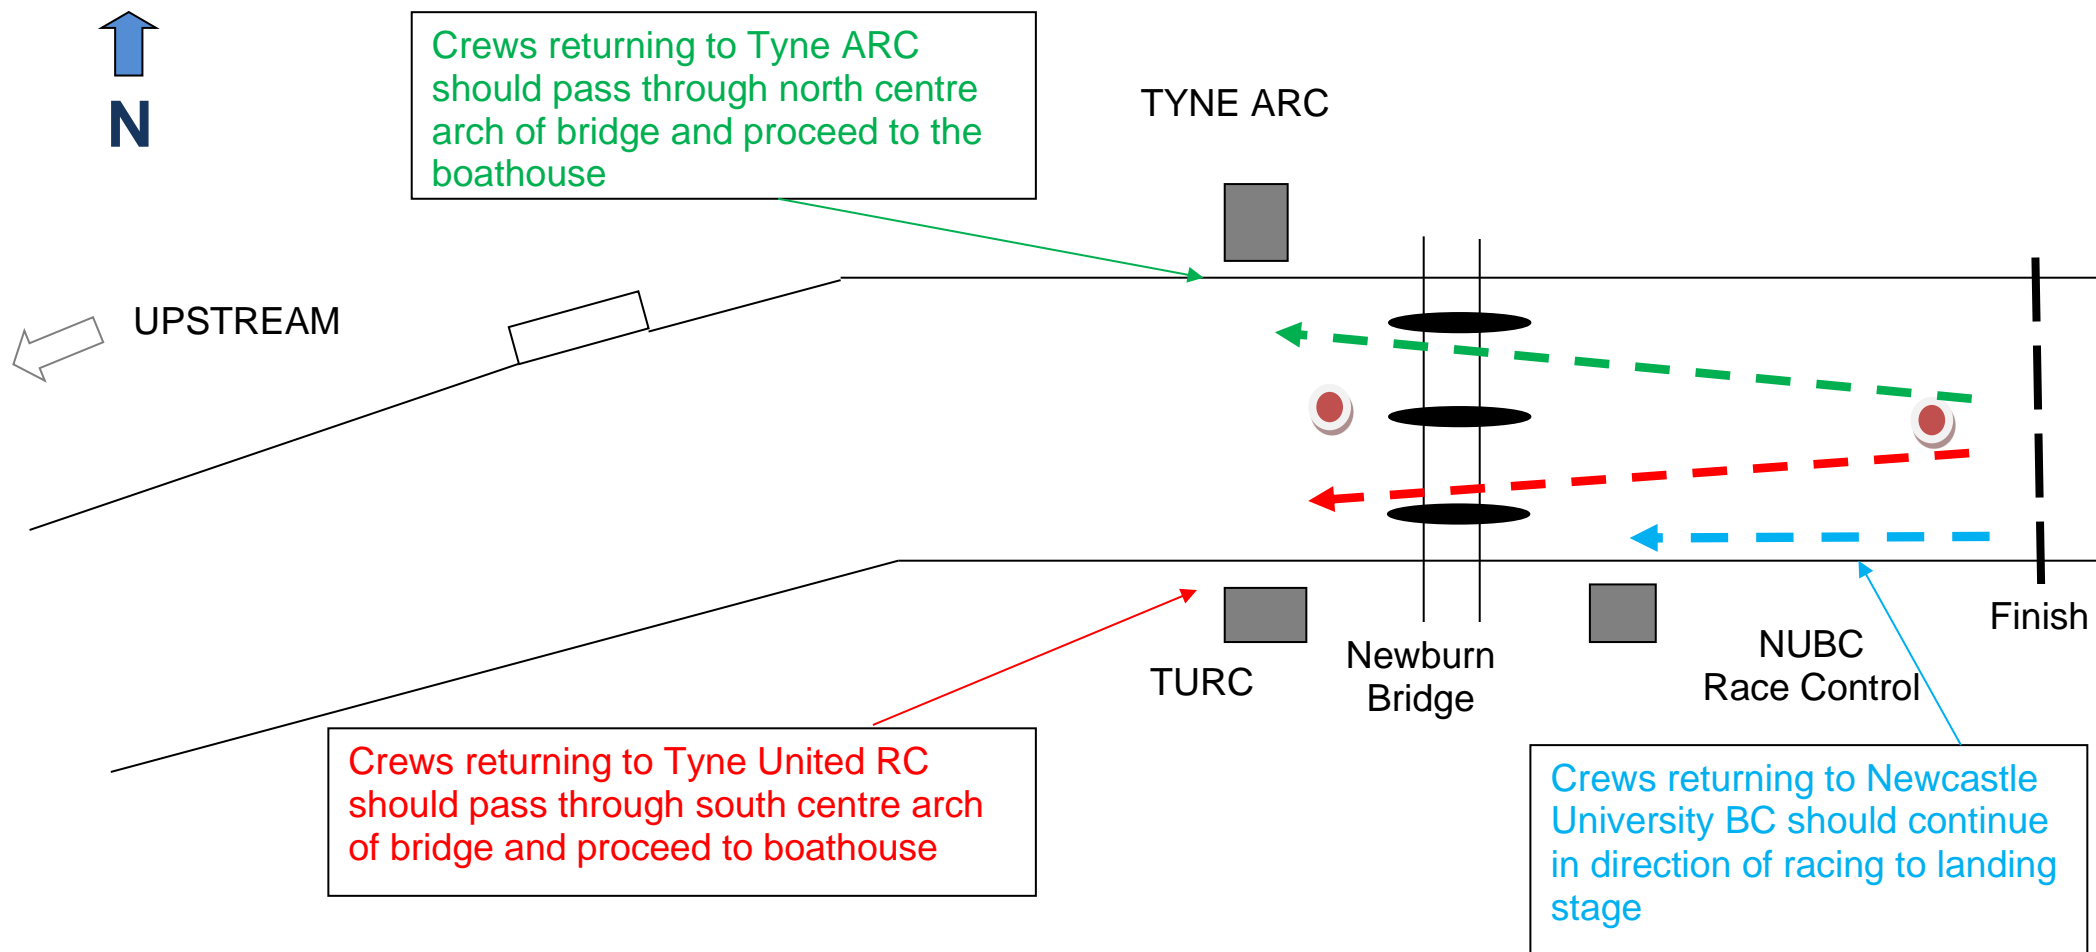 N
Crews returning to Tyne ARC
should pass through north centre
arch of bridge and proceed to the
boathouse
TYNE ARC
UPSTREAM
Finish
NUBC
Race Control
Newburn
Bridge
TURC
Crews returning to Tyne United RC
should pass through south centre arch
of bridge and proceed to boathouse
Crews returning to Newcastle
University BC should continue
in direction of racing to landing
stage